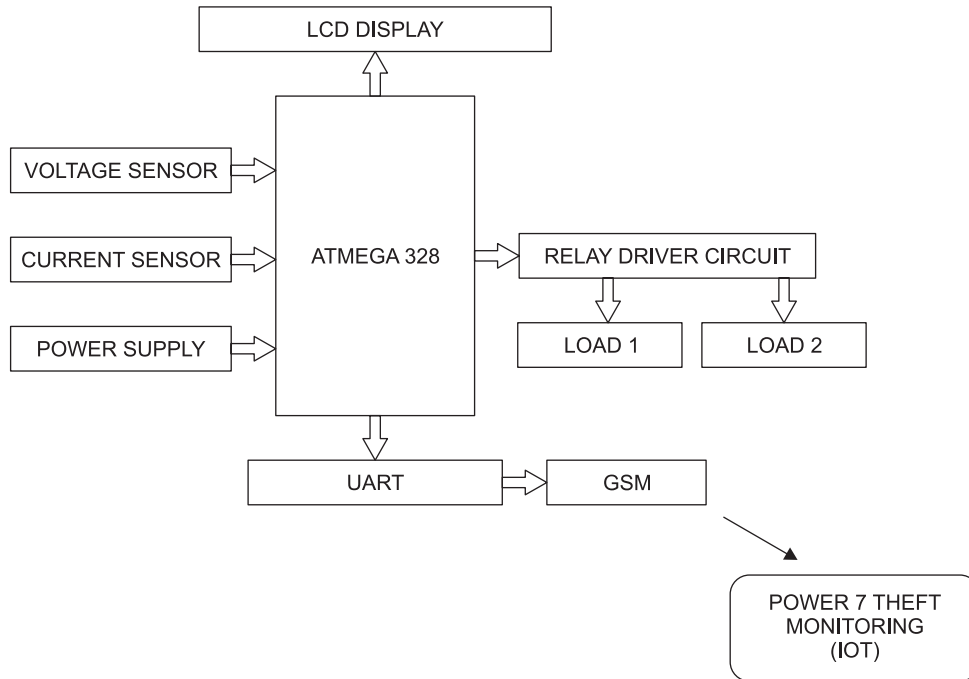 LCD DISPLAY
VOLTAGE SENSOR
CURRENT SENSOR
POWER SUPPLY
ATMEGA 328
RELAY DRIVER CIRCUIT
LOAD 1
LOAD 2
UART
GSM
POWER 7 THEFT
MONITORING
(IOT)